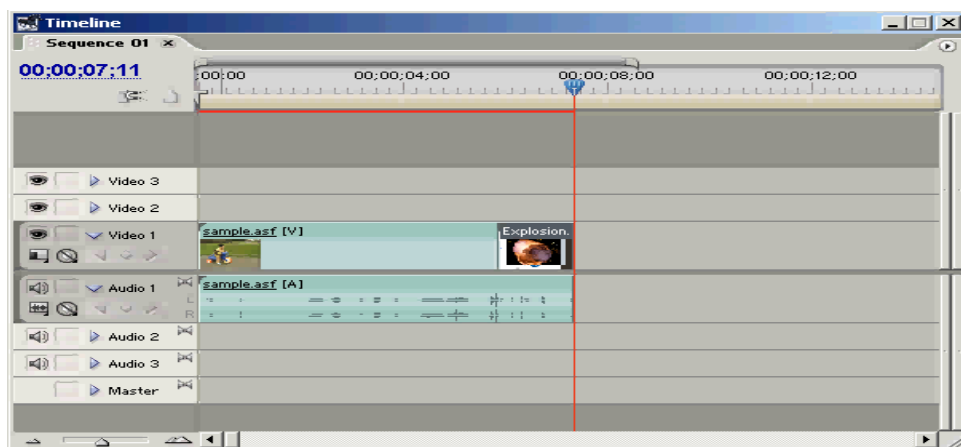 Timeline
Sequence 01
00;00;07;11
:00;00 00;00;04;00 00;00;08;00 00;00;12;00
Video 3
Video 2
Video 1
sample.asf [V] Explosion.
Audio 1
sample.asf [A]
L
R
Audio 2
Audio 3
Master